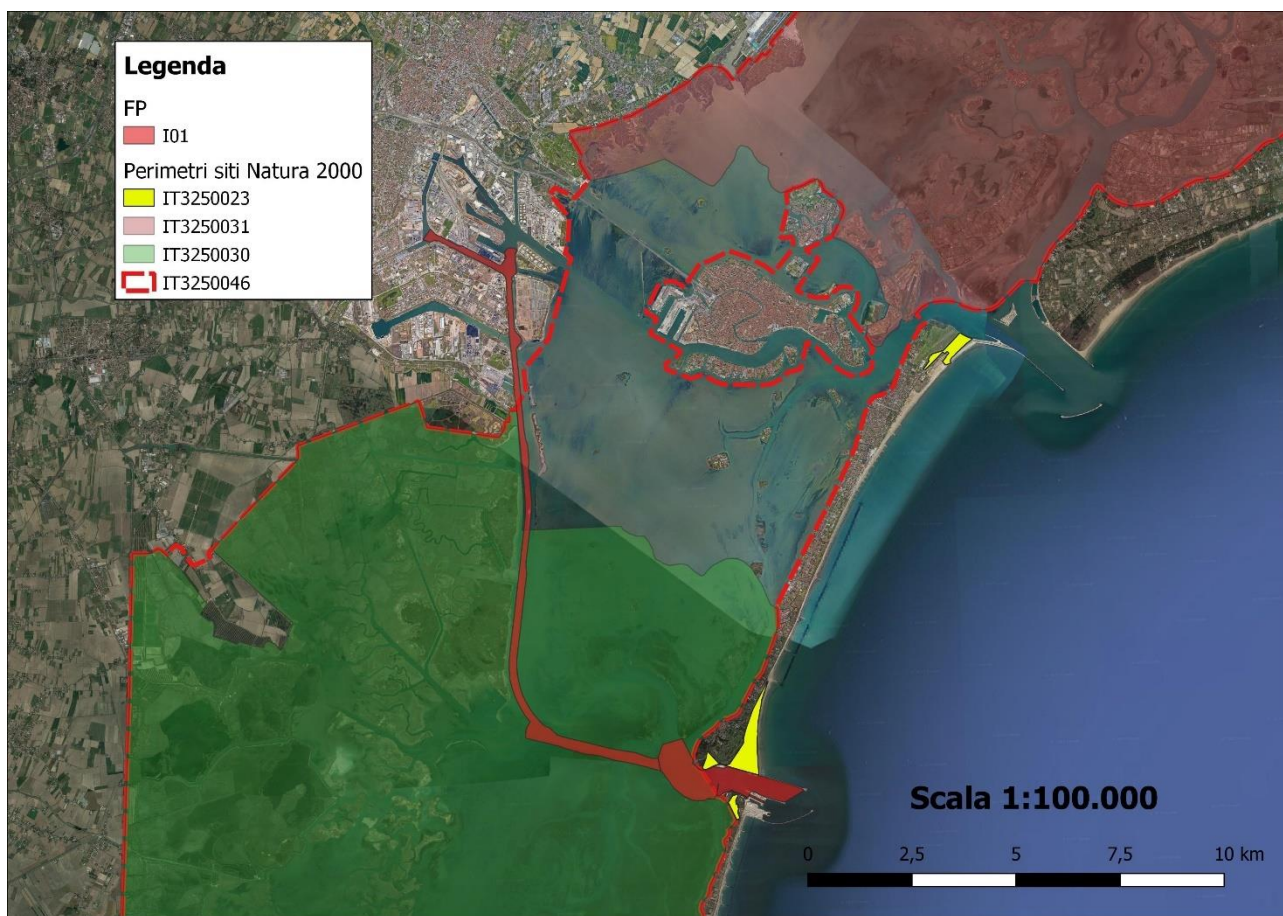 Legenda
FP
I01
Perimetri siti Natura 2000
IT3250023
IT3250031
IT3250030
IT3250046
Scala 1:100.000
0 2,5 5 7,5 10 km